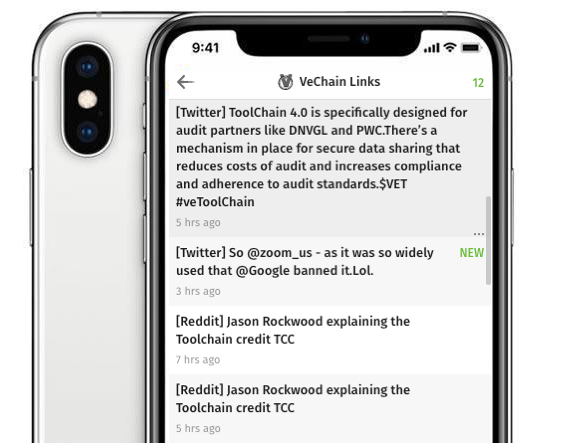 9:41
VeChain Links
12
[Twitter] ToolChain 4.0 is specifically designed for
audit partners like DNVGL and PWC.There's a
mechanism in place for secure data sharing that
reduces costs of audit and increases compliance
and adherence to audit standards.$VET
#veToolChain
5 hrs ago
...
[Twitter] So @zoom_us - as it was so widely
used that @Google banned it.Lol.
NEW
3 hrs ago
[Reddit] Jason Rockwood explaining the
Toolchain credit TCC
7 hrs ago
[Reddit] Jason Rockwood explaining the
Toolchain credit TCC
5 hrs ago